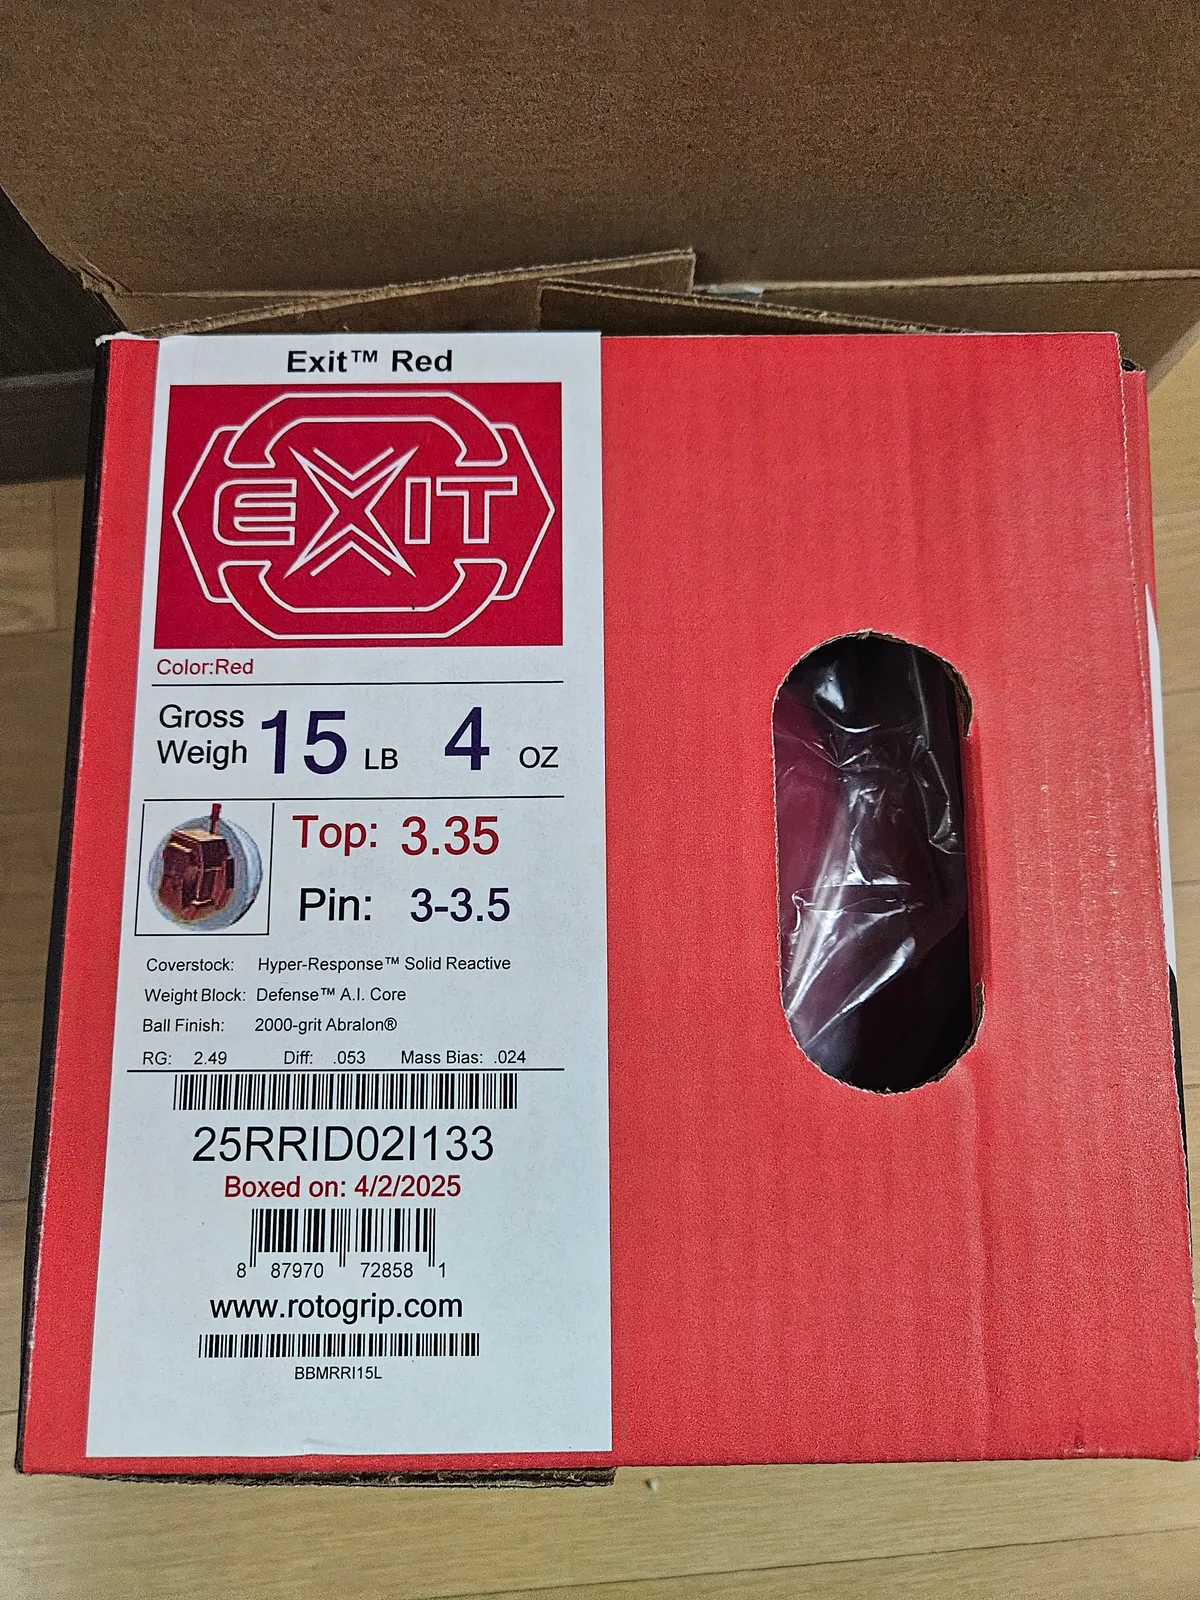 Exit™ Red
EXIT
Color:Red
Gross
Weigh 15 LB 4 OZ
Top: 3.35
Pin: 3-3.5
Coverstock: Hyper-Response™ Solid Reactive
Weight Block: Defense™ A.I. Core
Ball Finish: 2000-grit Abralon®
RG: 2.49 Diff: .053 Mass Bias: .024
25RRID02I133
Boxed on: 4/2/2025
8 87970 72858 1
www.rotogrip.com
BBMRRI15L